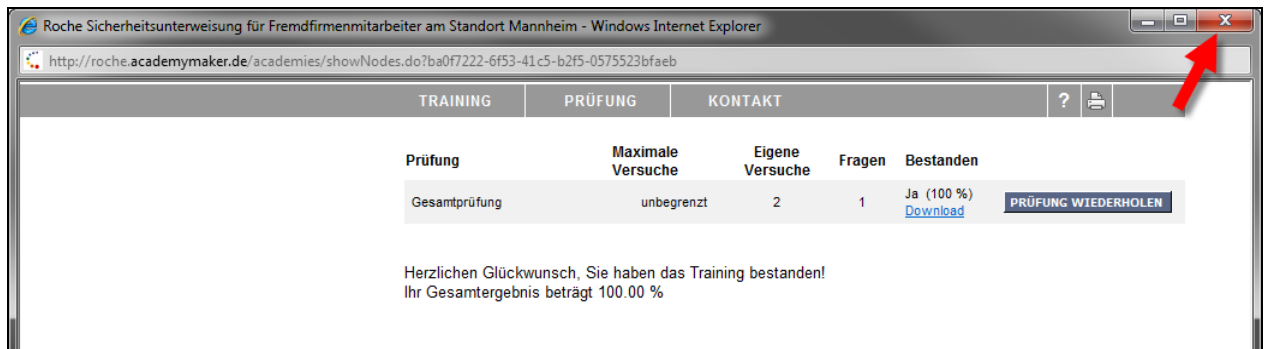 Roche Sicherheitsunterweisung für Fremdfirmenmitarbeiter am Standort Mannheim - Windows Internet Explorer
http://roche.academymaker.de/academies/showNodes.do?ba0f7222-6f53-41c5-b2f5-0575523bfaeb
TRAINING PRÜFUNG KONTAKT ?
Prüfung Maximale Versuche Eigene Versuche Fragen Bestanden
Gesamtprüfung unbegrenzt 2 1 Ja (100 %) Download PRÜFUNG WIEDERHOLEN
Herzlichen Glückwunsch, Sie haben das Training bestanden!
Ihr Gesamtergebnis beträgt 100.00 %